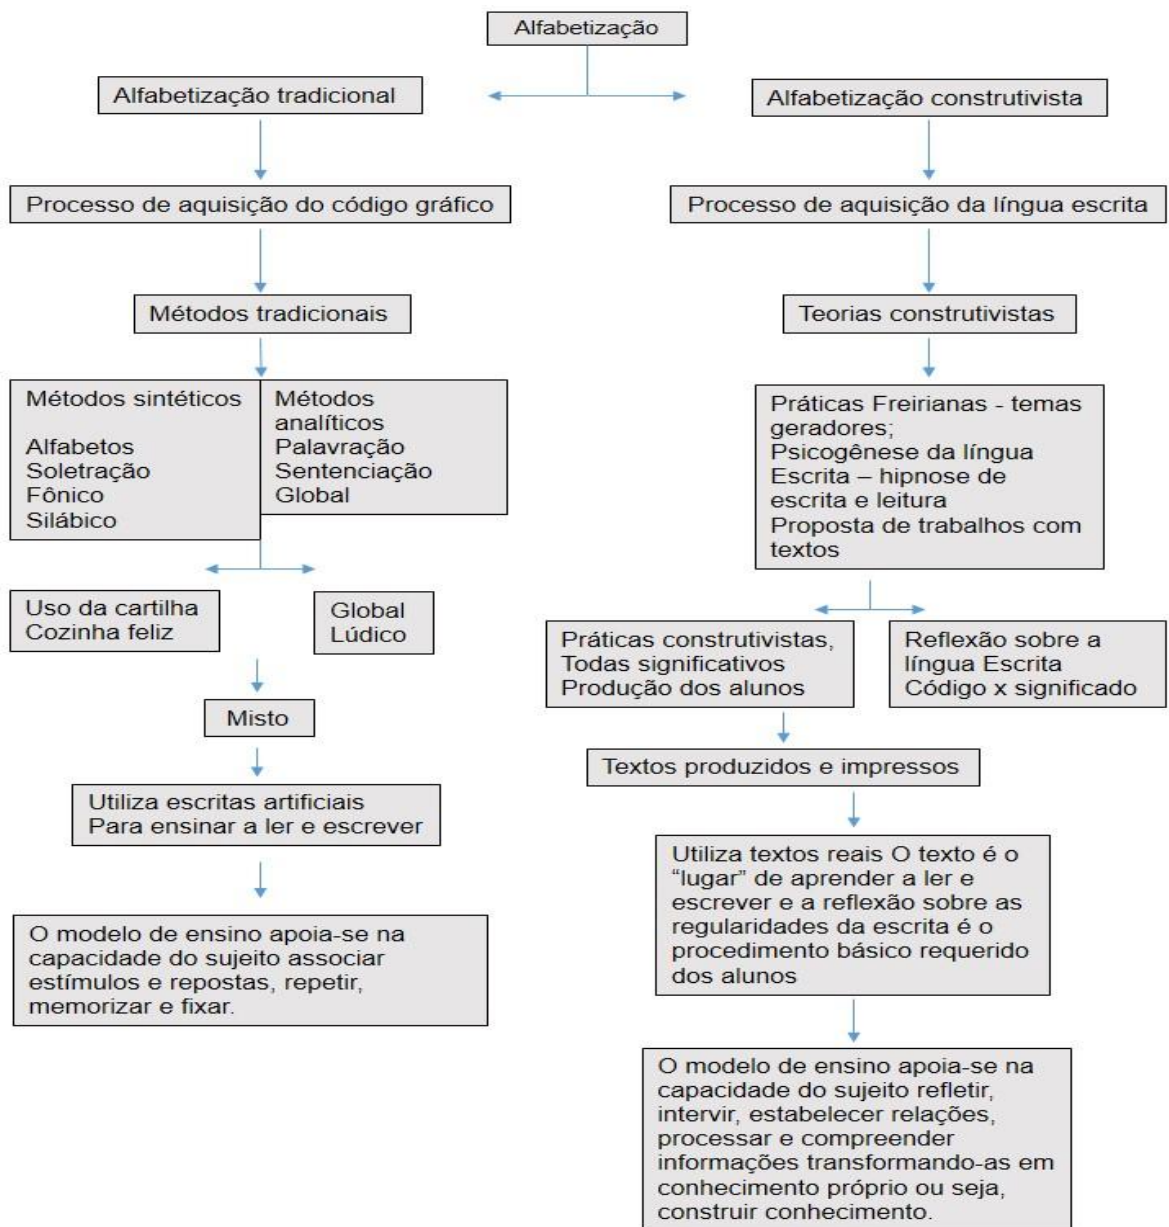 Alfabetização
Alfabetização tradicional
Alfabetização construtivista
Processo de aquisição do código gráfico
Processo de aquisição da língua escrita
Métodos tradicionais
Teorias construtivistas
Métodos sintéticos
Alfabetos
Soletração
Fônico
Silábico
Métodos
analíticos
Palavração
Sentenciação
Global
Práticas Freirianas - temas
geradores;
Psicogênese da língua
Escrita – hipnose de
escrita e leitura
Proposta de trabalhos com
textos
Uso da cartilha
Cozinha feliz
Global
Lúdico
Práticas construtivistas,
Todas significativos
Produção dos alunos
Reflexão sobre a
língua Escrita
Código x significado
Misto
Textos produzidos e impressos
Utiliza escritas artificiais
Para ensinar a ler e escrever
Utiliza textos reais O texto é o
“lugar” de aprender a ler e
escrever e a reflexão sobre as
regularidades da escrita é o
procedimento básico requerido
dos alunos
O modelo de ensino apoia-se na
capacidade do sujeito associar
estímulos e repostas, repetir,
memorizar e fixar.
O modelo de ensino apoia-se na
capacidade do sujeito refletir,
intervir, estabelecer relações,
processar e compreender
informações transformando-as em
conhecimento próprio ou seja,
construir conhecimento.